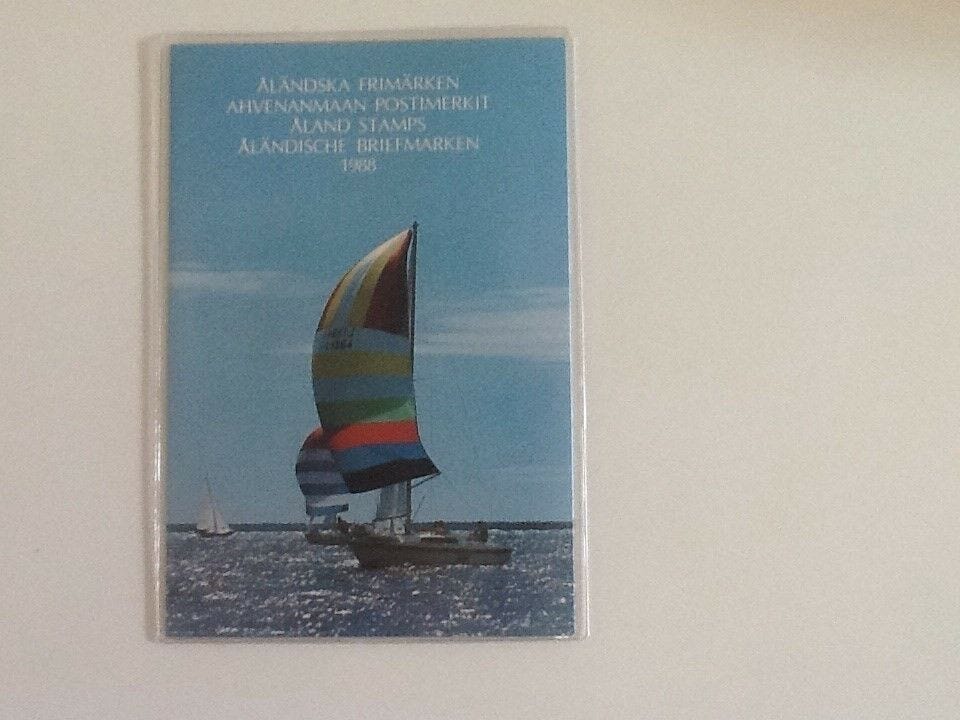 ÅLÄNDSKA FRIMÄRKEN
AHVENANMAAN POSTIMERKIT
ÅLAND STAMPS
ÅLÄNDISCHE BRIEFMARKEN
1988